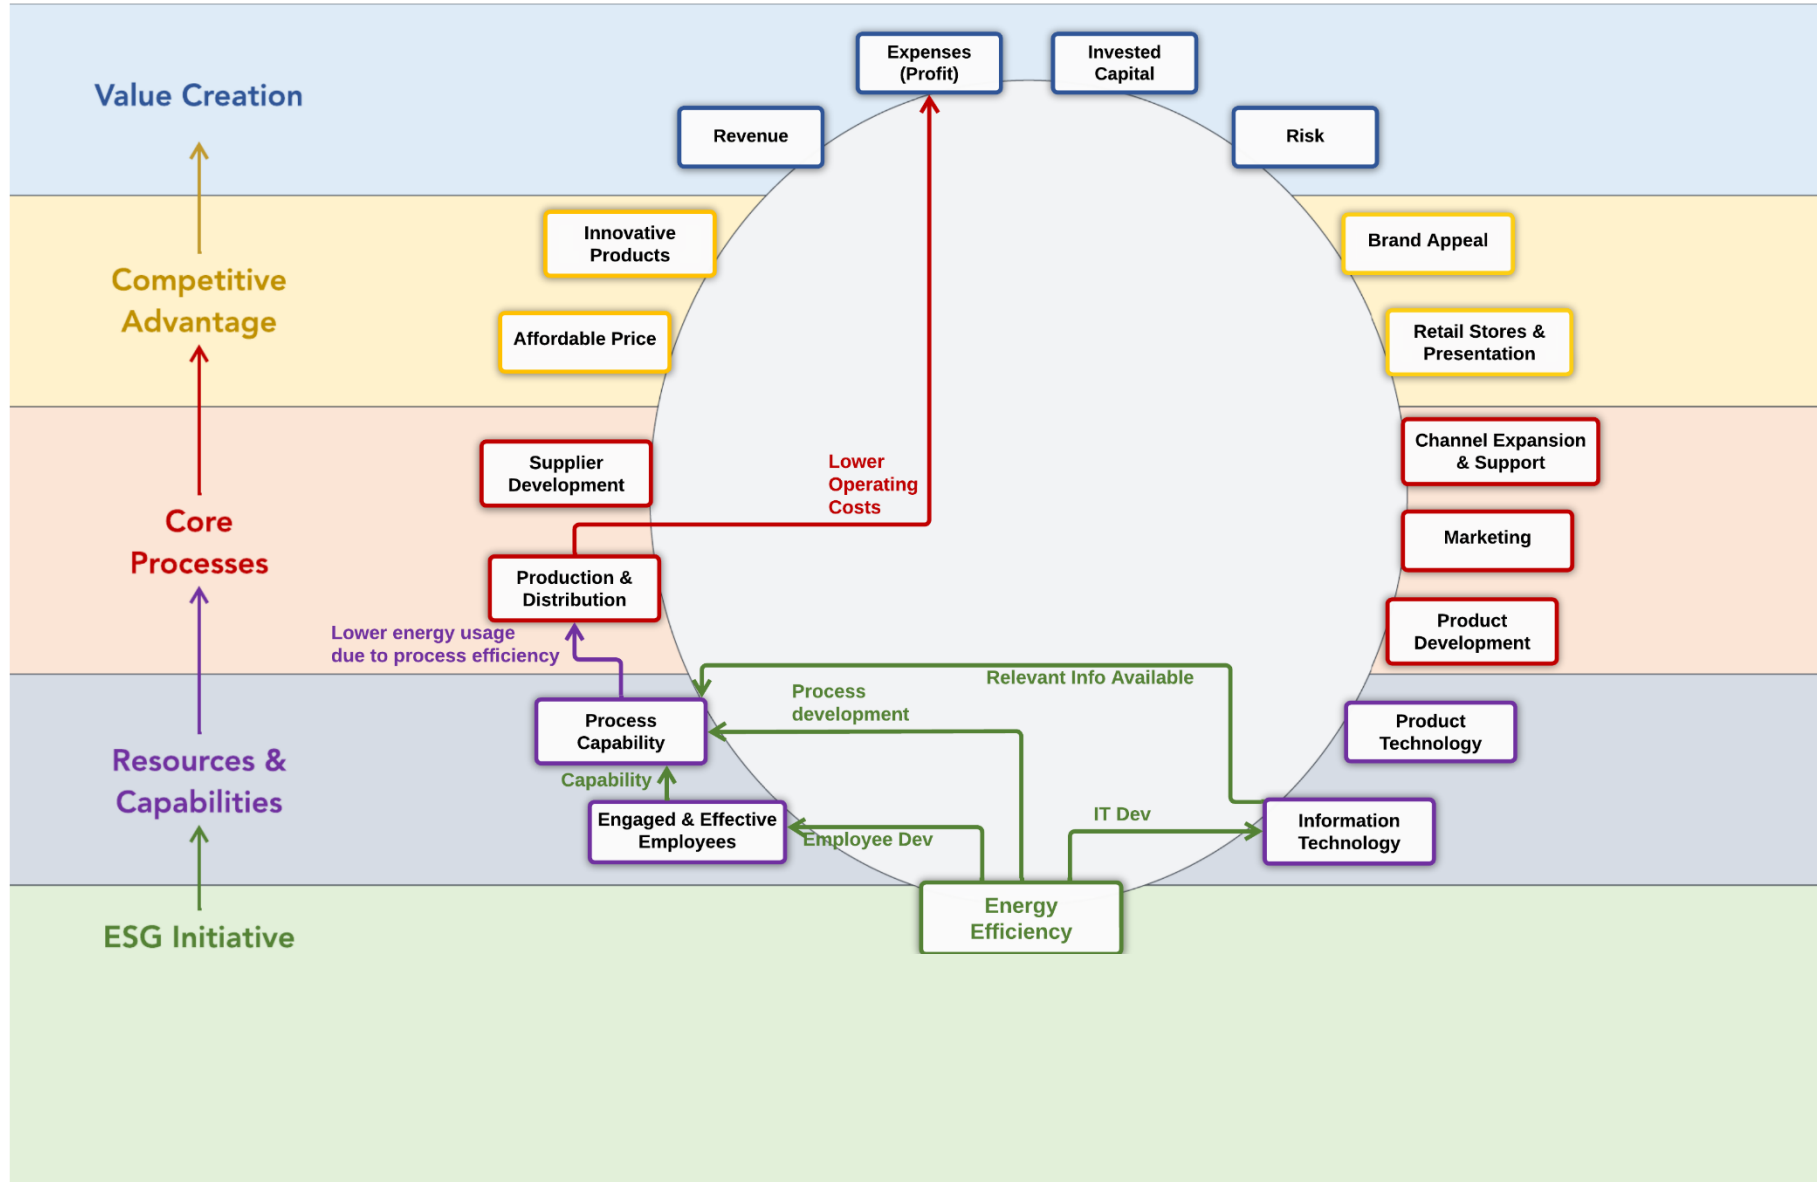 Value Creation
Competitive
Advantage
Core
Processes
Resources &
Capabilities
ESG Initiative
Expenses
(Profit)
Invested
Capital
Revenue
Risk
Innovative
Products
Brand Appeal
Affordable Price
Retail Stores &
Presentation
Supplier
Development
Lower
Operating
Costs
Channel Expansion
& Support
Marketing
Production &
Distribution
Product
Development
Lower energy usage
due to process efficiency
Relevant Info Available
Process
development
Process
Capability
Product
Technology
Capability
Engaged & Effective
Employees
Employee Dev
IT Dev
Information
Technology
Energy
Efficiency